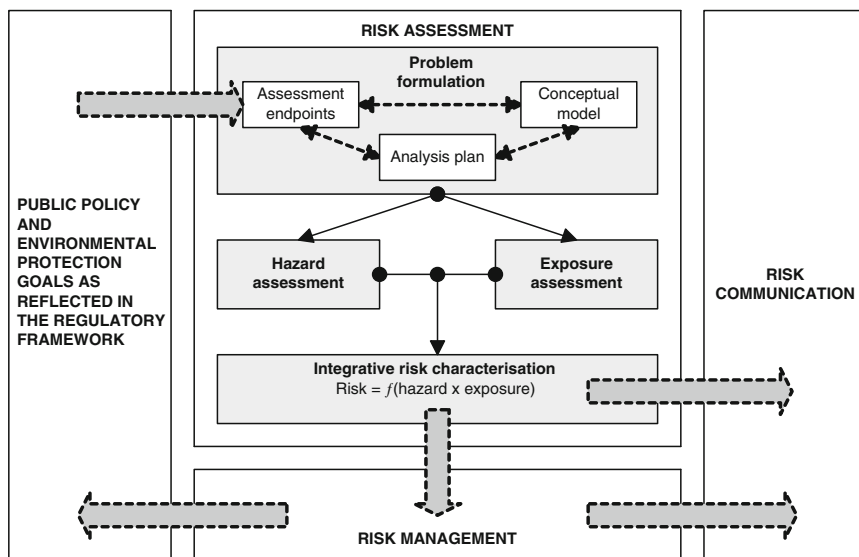 RISK ASSESSMENT
Problem
formulation
Assessment
endpoints
Conceptual
model
Analysis plan
PUBLIC POLICY
AND
ENVIRONMENTAL
PROTECTION
GOALS AS
REFLECTED IN
THE REGULATORY
FRAMEWORK
Hazard
assessment
Exposure
assessment
RISK
COMMUNICATION
Integrative risk characterisation
Risk = f(hazard x exposure)
RISK MANAGEMENT